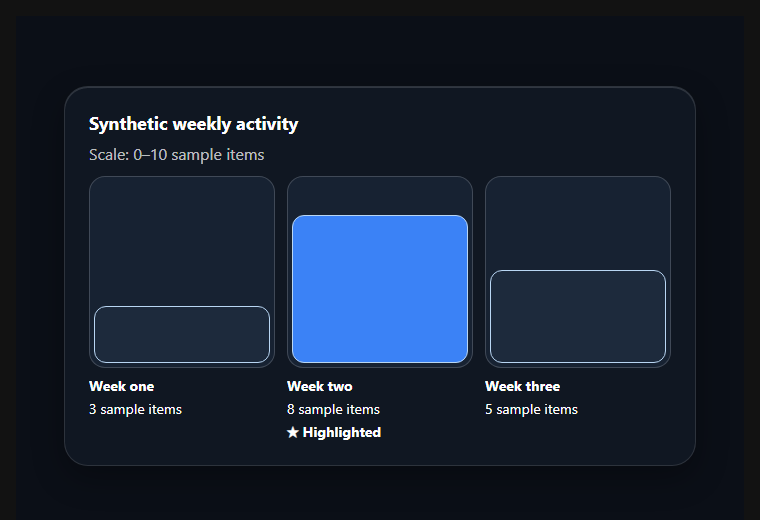 Synthetic weekly activity
Scale: 0–10 sample items
Week one
3 sample items
Week two
8 sample items
★ Highlighted
Week three
5 sample items